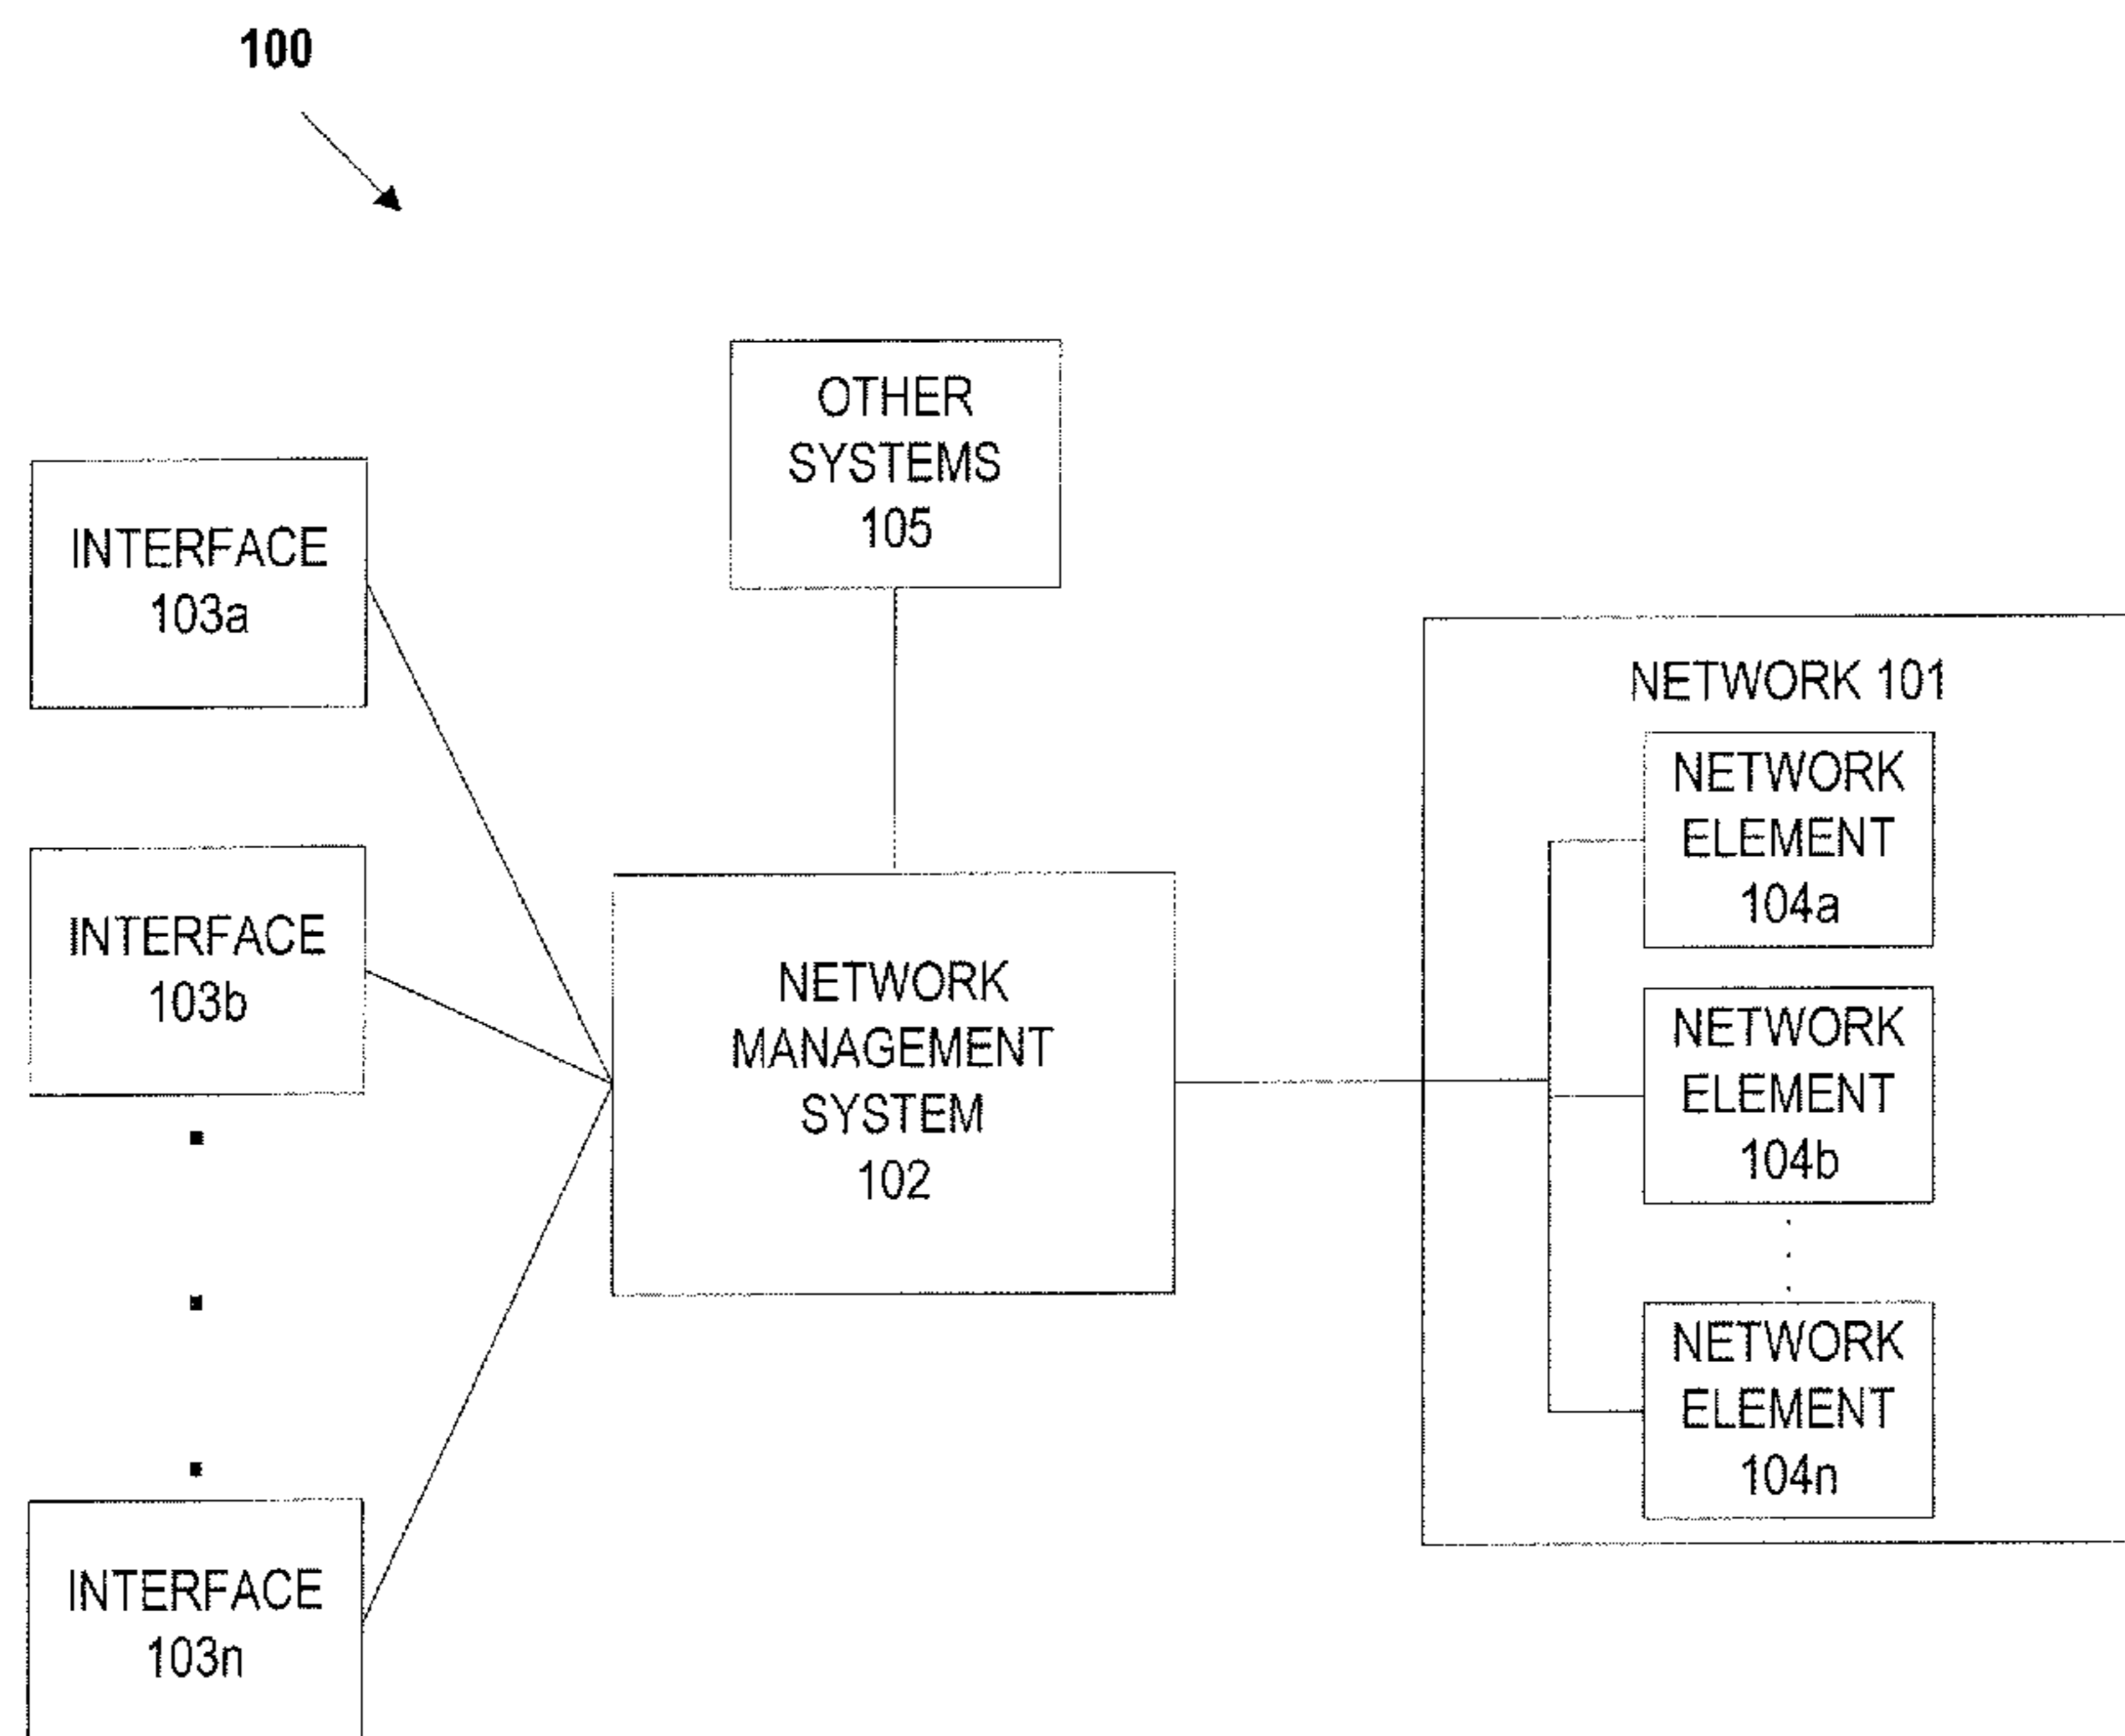 100
OTHER
SYSTEMS
105
INTERFACE
103a
INTERFACE
103b
INTERFACE
103n
NETWORK
MANAGEMENT
SYSTEM
102
NETWORK 101
NETWORK
ELEMENT
104a
NETWORK
ELEMENT
104b
NETWORK
ELEMENT
104n